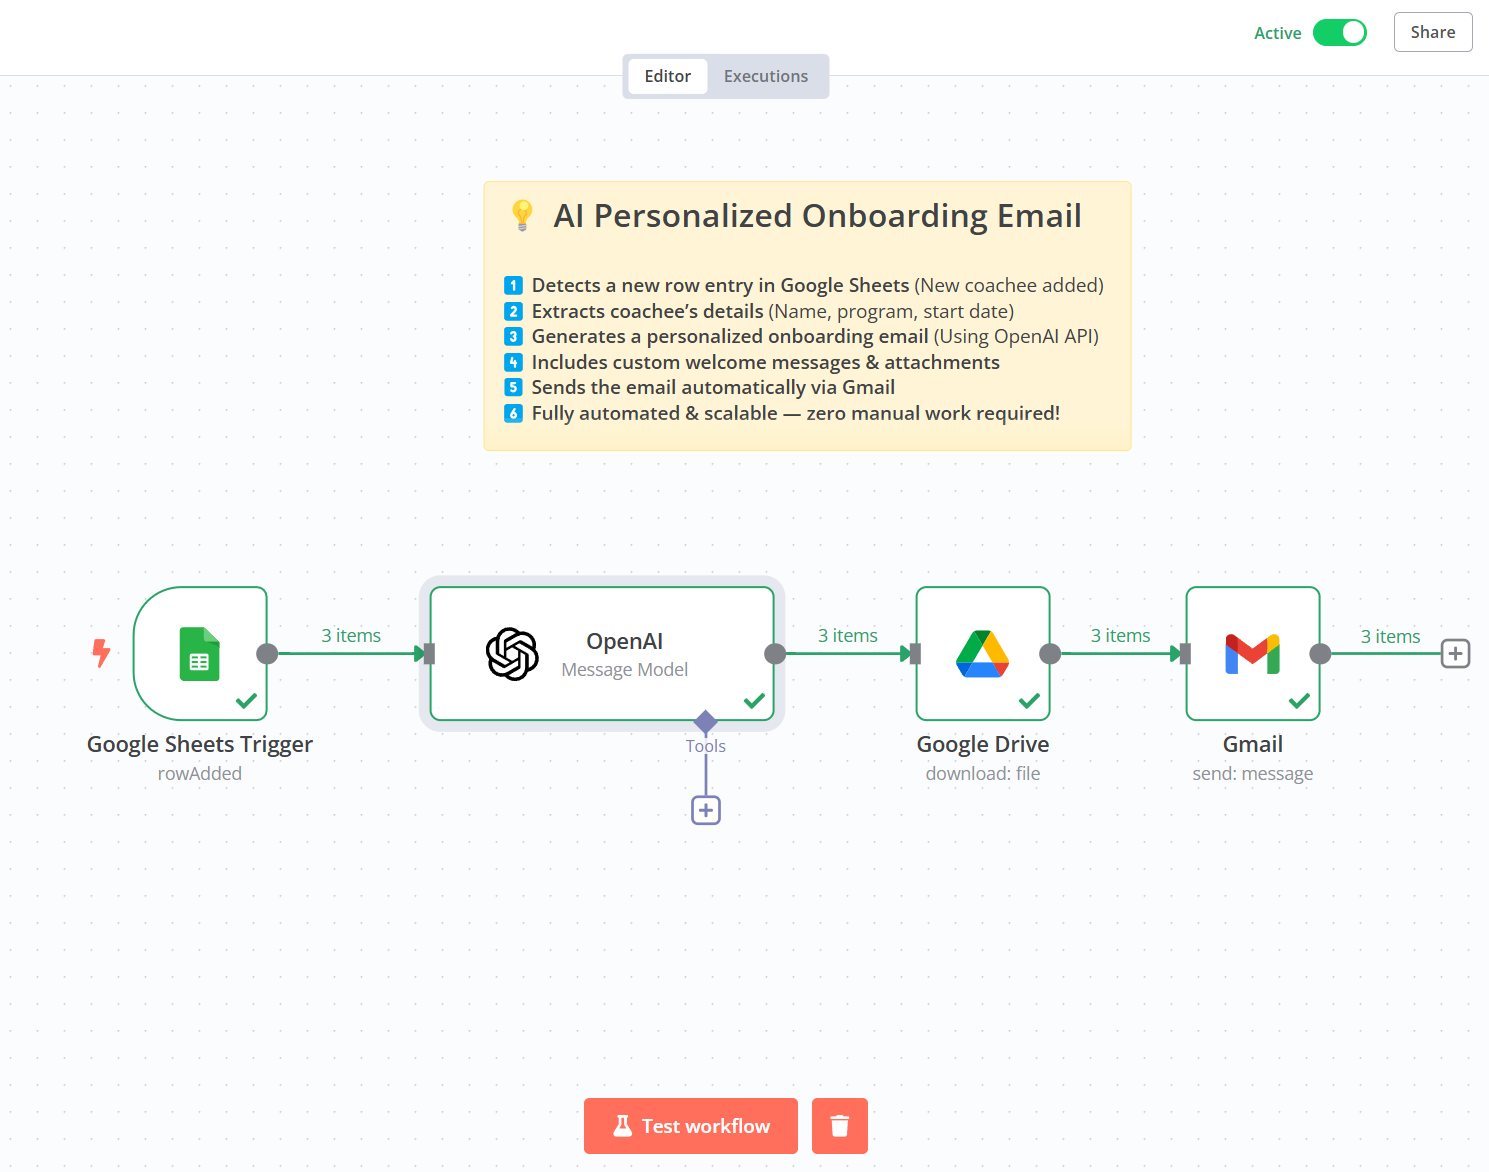 Active
Share
Editor
Executions
💡 AI Personalized Onboarding Email
1 Detects a new row entry in Google Sheets (New coachee added)
2 Extracts coachee’s details (Name, program, start date)
3 Generates a personalized onboarding email (Using OpenAI API)
4 Includes custom welcome messages & attachments
5 Sends the email automatically via Gmail
6 Fully automated & scalable — zero manual work required!
3 items
3 items
3 items
3 items
OpenAI
Message Model
Tools
Google Sheets Trigger
rowAdded
Google Drive
download: file
Gmail
send: message
Test workflow